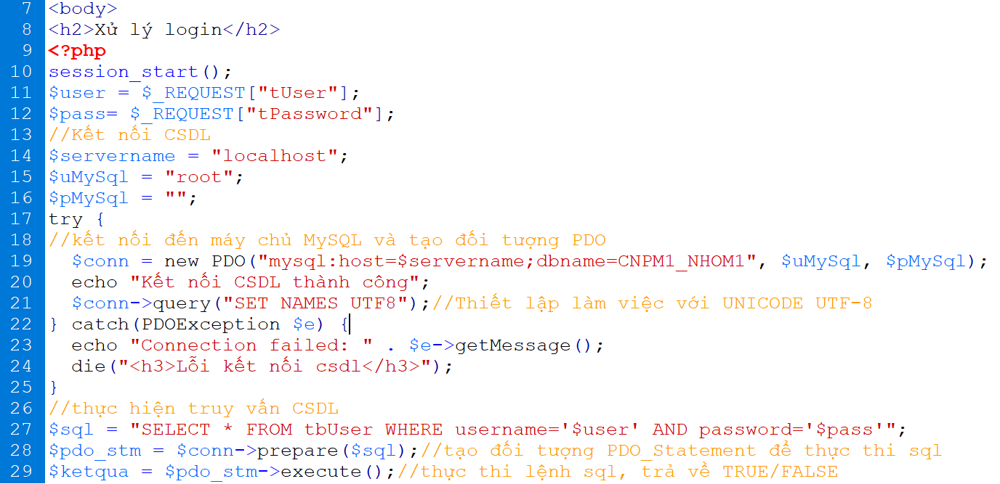 7 <body>
8 <h2>Xử lý login</h2>
9 <?php
10 session_start();
11 $user = $_REQUEST["tUser"];
12 $pass= $_REQUEST["tPassword"];
13 //Kết nối CSDL
14 $servername = "localhost";
15 $uMySql = "root";
16 $pMySql = "";
17 try {
18 //kết nối đến máy chủ MySQL và tạo đối tượng PDO
19   $conn = new PDO("mysql:host=$servername;dbname=CNPM1_NHOM1", $uMySql, $pMySql);
20   echo "Kết nối CSDL thành công";
21   $conn->query("SET NAMES UTF8");//Thiết lập làm việc với UNICODE UTF-8
22 } catch(PDOException $e) {
23   echo "Connection failed: " . $e->getMessage();
24   die("<h3>Lỗi kết nối csdl</h3>");
25 }
26 //thực hiện truy vấn CSDL
27 $sql = "SELECT * FROM tbUser WHERE username='$user' AND password='$pass'";
28 $pdo_stm = $conn->prepare($sql);//tạo đối tượng PDO_Statement để thực thi sql
29 $ketqua = $pdo_stm->execute();//thực thi lệnh sql, trả về TRUE/FALSE